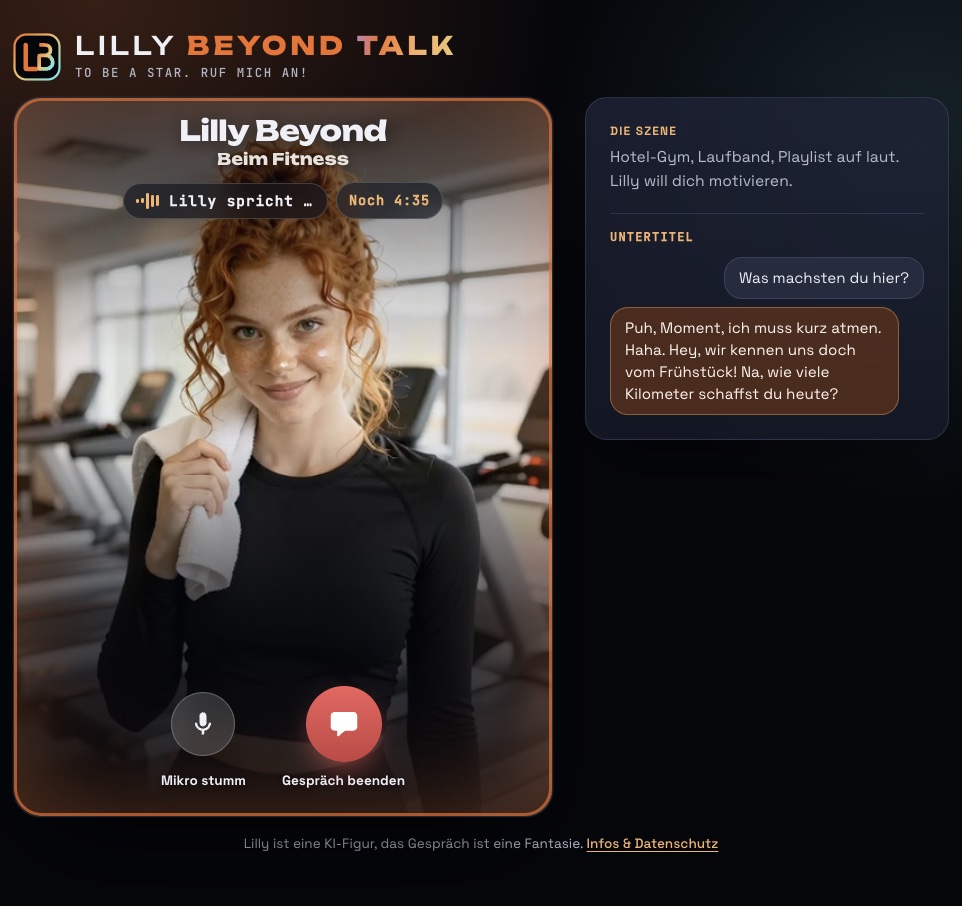 LB
LILLY BEYOND TALK
TO BE A STAR. RUF MICH AN!
Lilly Beyond
Beim Fitness
Lilly spricht …
Noch 4:35
Mikro stumm
Gespräch beenden
DIE SZENE
Hotel-Gym, Laufband, Playlist auf laut.
Lilly will dich motivieren.
UNTERTITEL
Was machsten du hier?
Puh, Moment, ich muss kurz atmen.
Haha. Hey, wir kennen uns doch
vom Frühstück! Na, wie viele
Kilometer schaffst du heute?
Lilly ist eine KI-Figur, das Gespräch ist eine Fantasie. Infos & Datenschutz